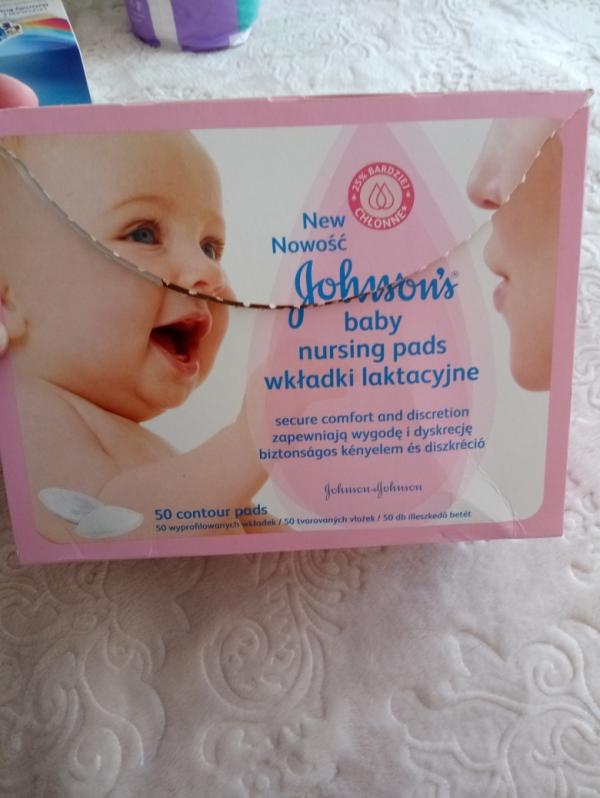 25% BARDZIEJ
CHŁONNE
New
Nowość
Johnson's®
baby
nursing pads
wkładki laktacyjne
secure comfort and discretion
zapewniają wygodę i dyskrecję
biztonságos kényelem és diszkréció
Johnson & Johnson
50 contour pads
50 wyprofilowanych wkładek / 50 tvarovaných vložek / 50 db illeszkedő betét